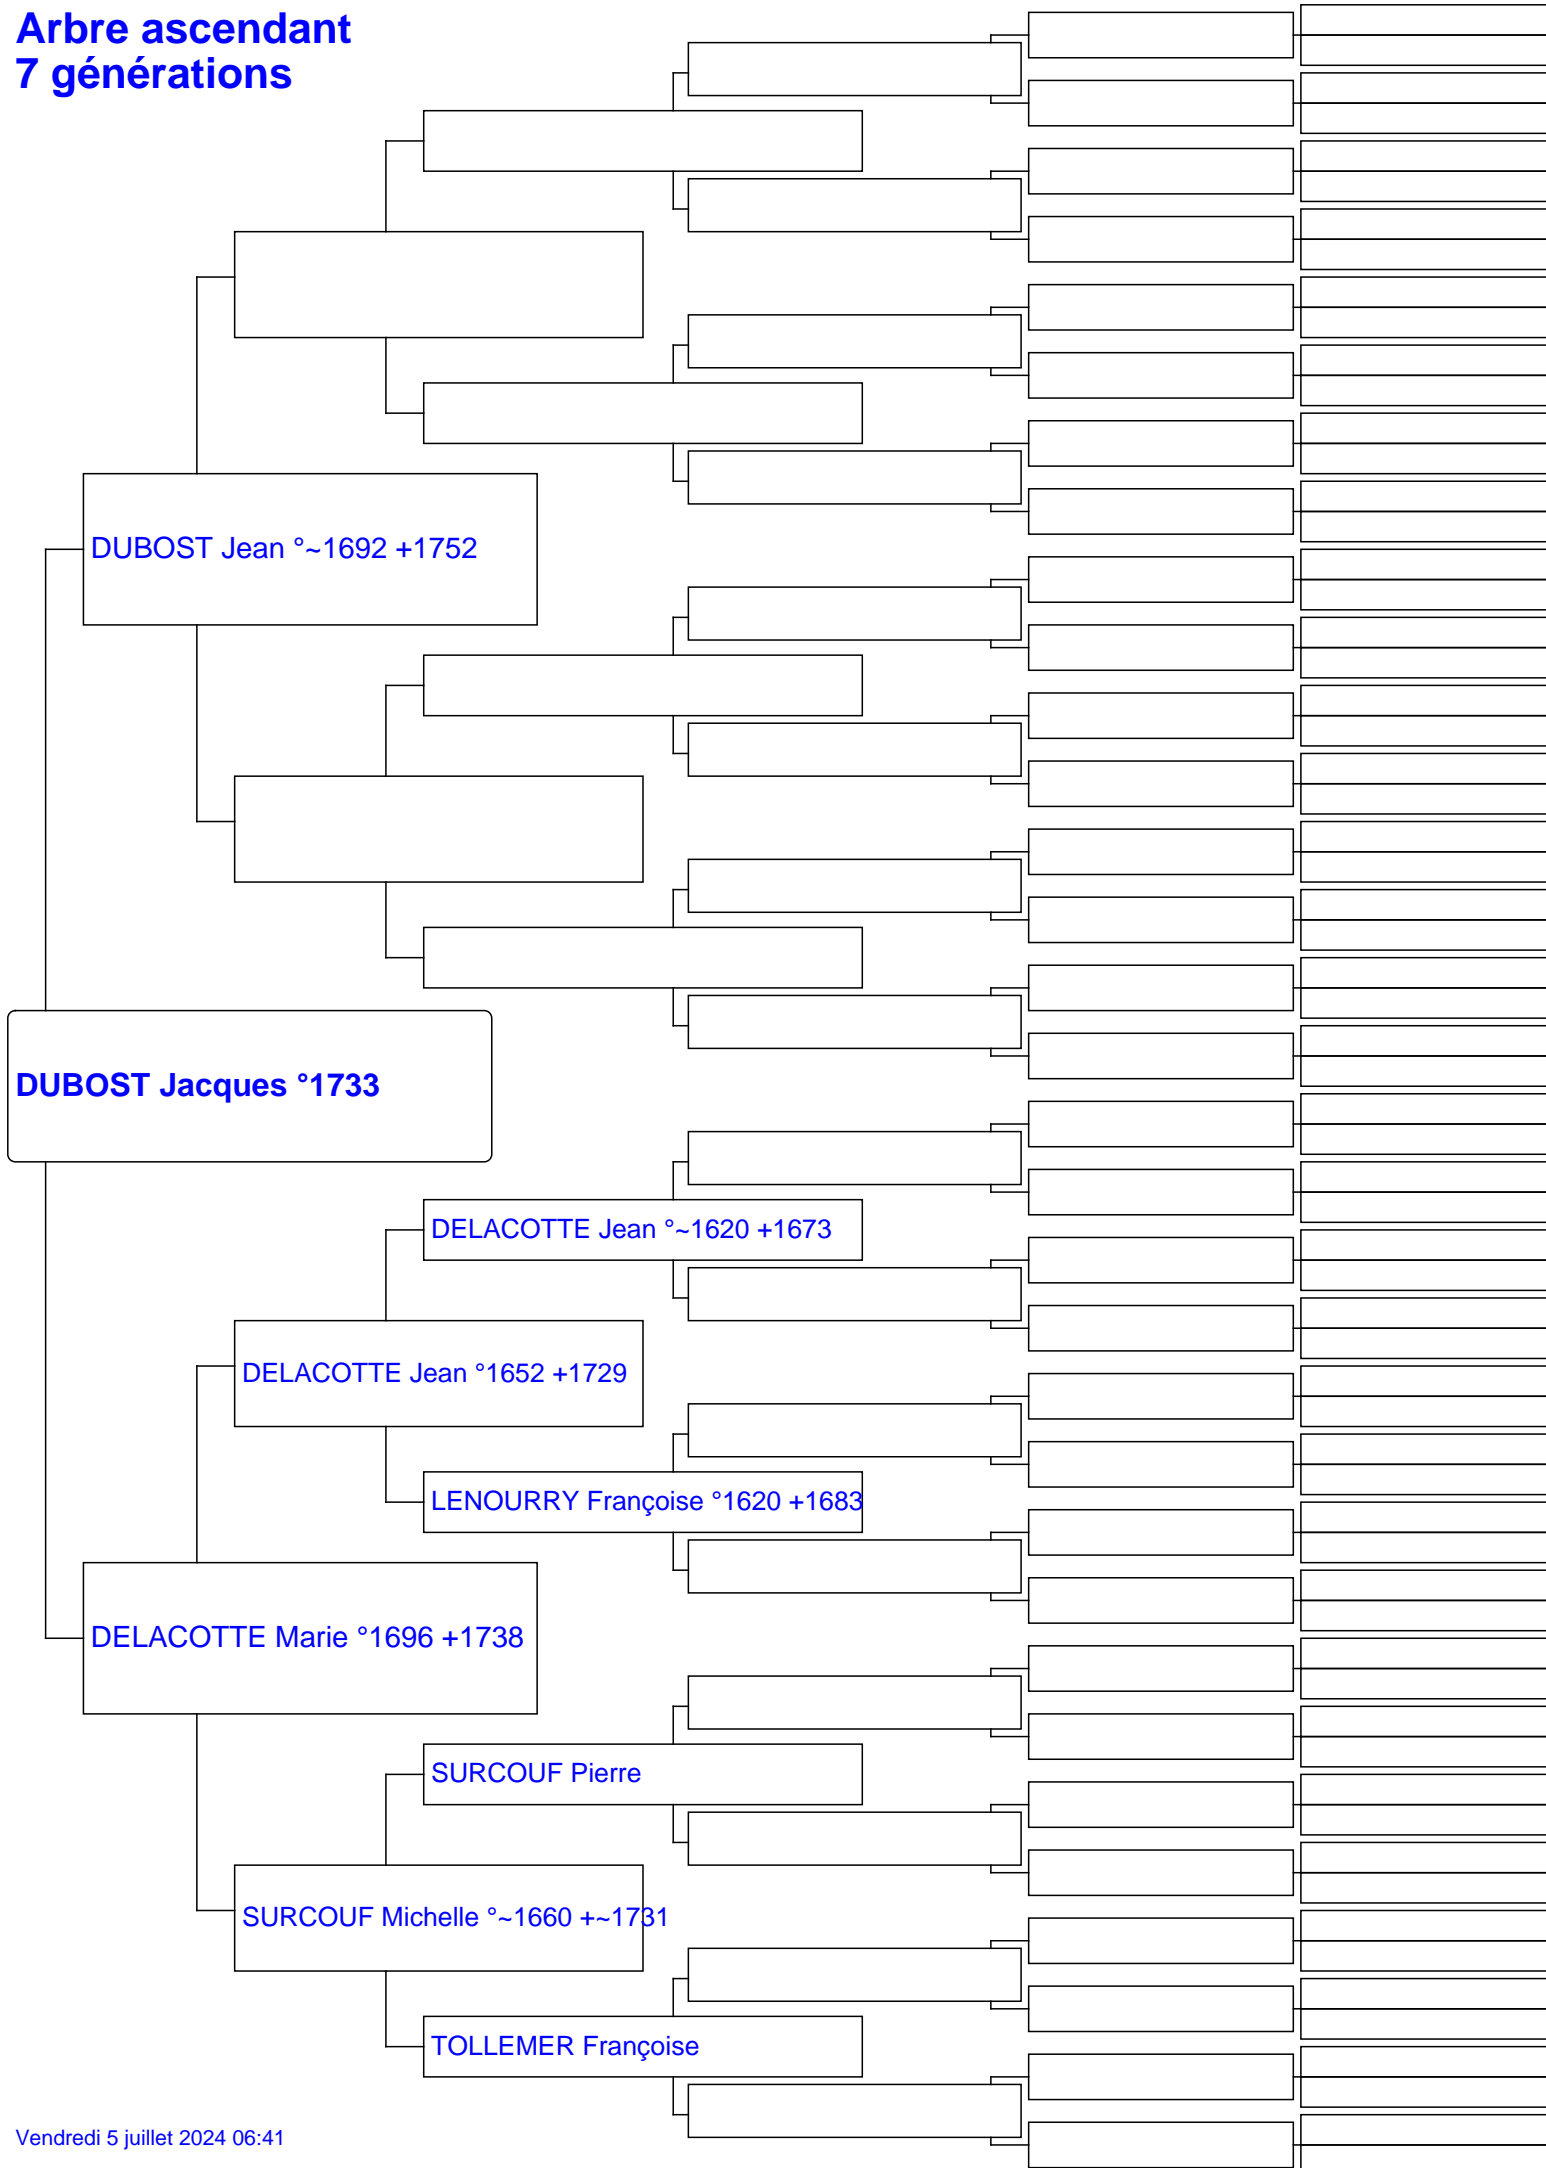 Arbre ascendant
7 générations
DUBOST Jean °~1692 +1752
DUBOST Jacques °1733
DELACOTTE Jean °~1620 +1673
DELACOTTE Jean °1652 +1729
LENOURRY Françoise °1620 +1683
DELACOTTE Marie °1696 +1738
SURCOUF Pierre
SURCOUF Michelle °~1660 +~1731
TOLLEMER Françoise
Vendredi 5 juillet 2024 06:41